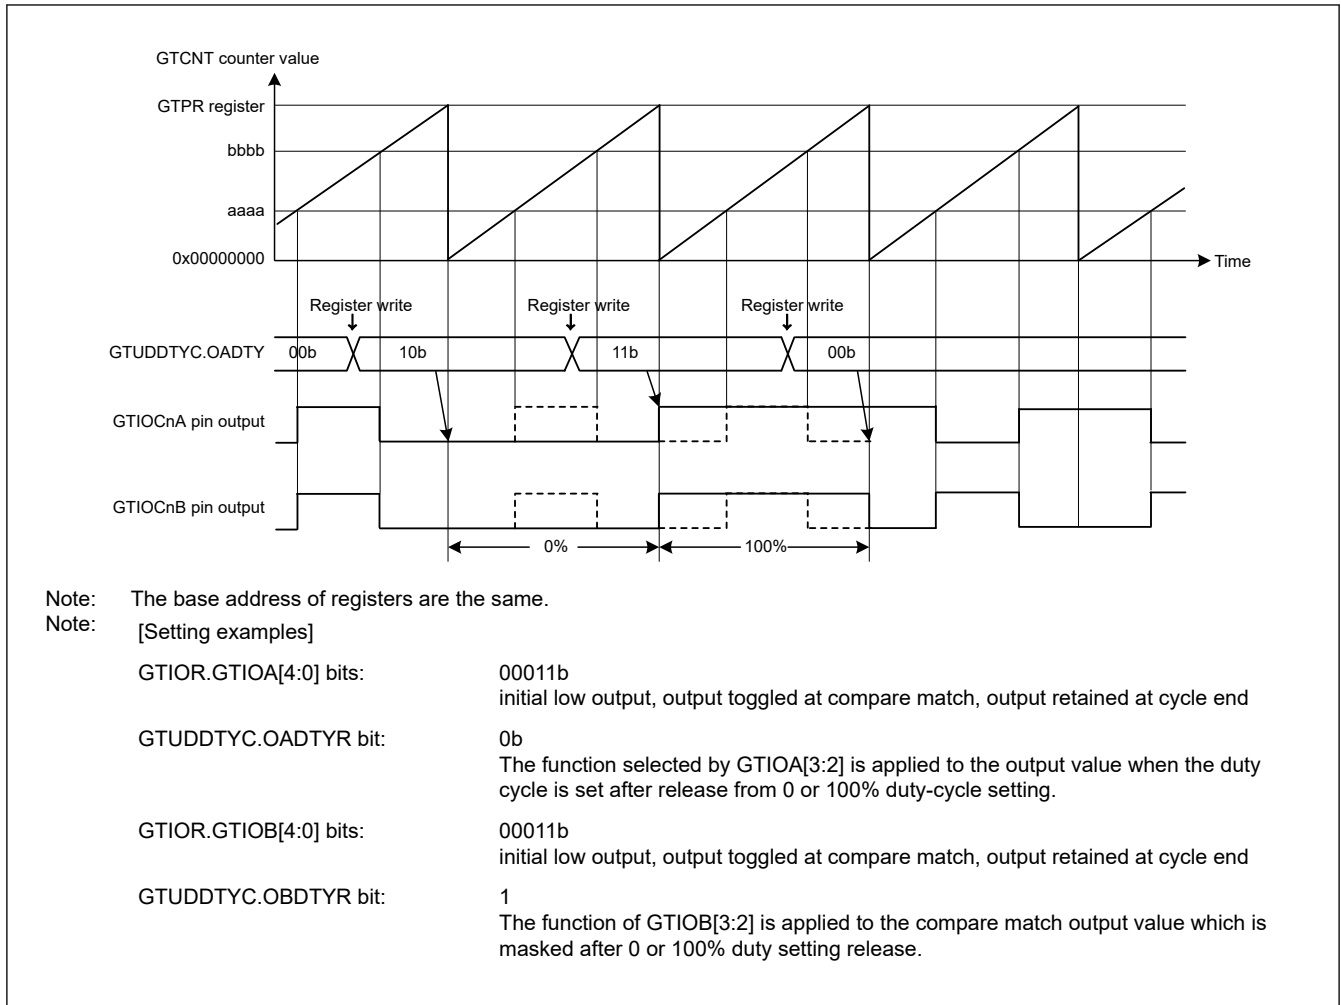 GTCNT counter value
GTPR register
bbbb
aaaa
0x00000000
Time
Register write Register write Register write
GTUDDTYC.OADTY 00b 10b 11b 00b
GTIOCnA pin output
GTIOCnB pin output
0% 100%
Note: The base address of registers are the same.
Note: [Setting examples]
GTIOR.GTIOA[4:0] bits: 00011b
initial low output, output toggled at compare match, output retained at cycle end
GTUDDTYC.OADTYR bit: 0b
The function selected by GTIOA[3:2] is applied to the output value when the duty
cycle is set after release from 0 or 100% duty-cycle setting.
GTIOR.GTIOB[4:0] bits: 00011b
initial low output, output toggled at compare match, output retained at cycle end
GTUDDTYC.OBDTYR bit: 1
The function of GTIOB[3:2] is applied to the compare match output value which is
masked after 0 or 100% duty setting release.